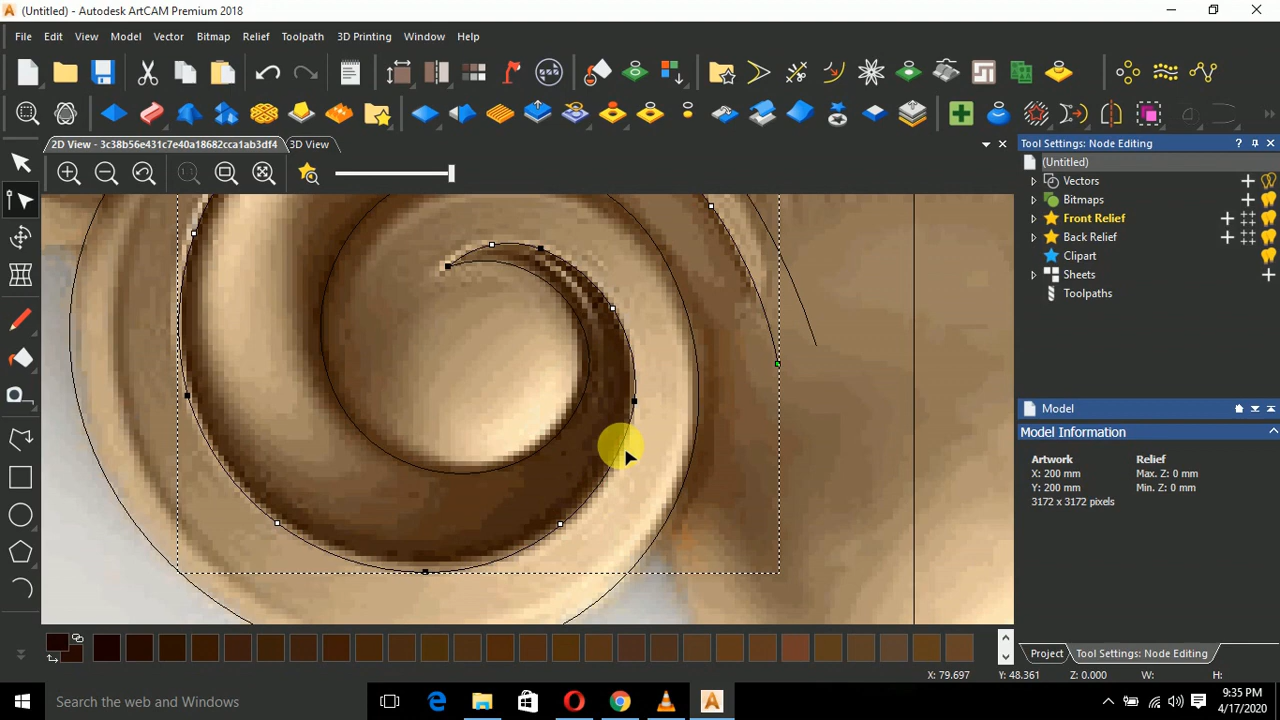 (Untitled) - Autodesk ArtCAM Premium 2018
File Edit View Model Vector Bitmap Relief Toolpath 3D Printing Window Help
2D View - 3c38b56e431c7e40a18682cca1ab3df4 3D View
Tool Settings: Node Editing
(Untitled)
Vectors
Bitmaps
Front Relief
Back Relief
Clipart
Sheets
Toolpaths
Model
Model Information
Artwork Relief
X: 200 mm Max. Z: 0 mm
Y: 200 mm Min. Z: 0 mm
3172 x 3172 pixels
Project Tool Settings: Node Editing
X: 79.697 Y: 48.361 Z: 0.000 W: H:
Search the web and Windows
9:35 PM
4/17/2020